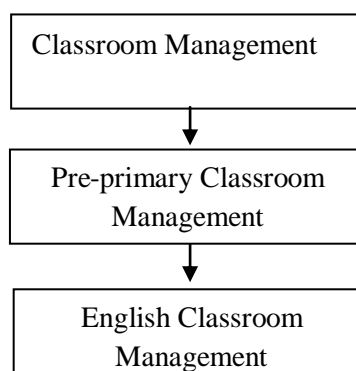 Classroom Management
Pre-primary Classroom
Management
English Classroom
Management